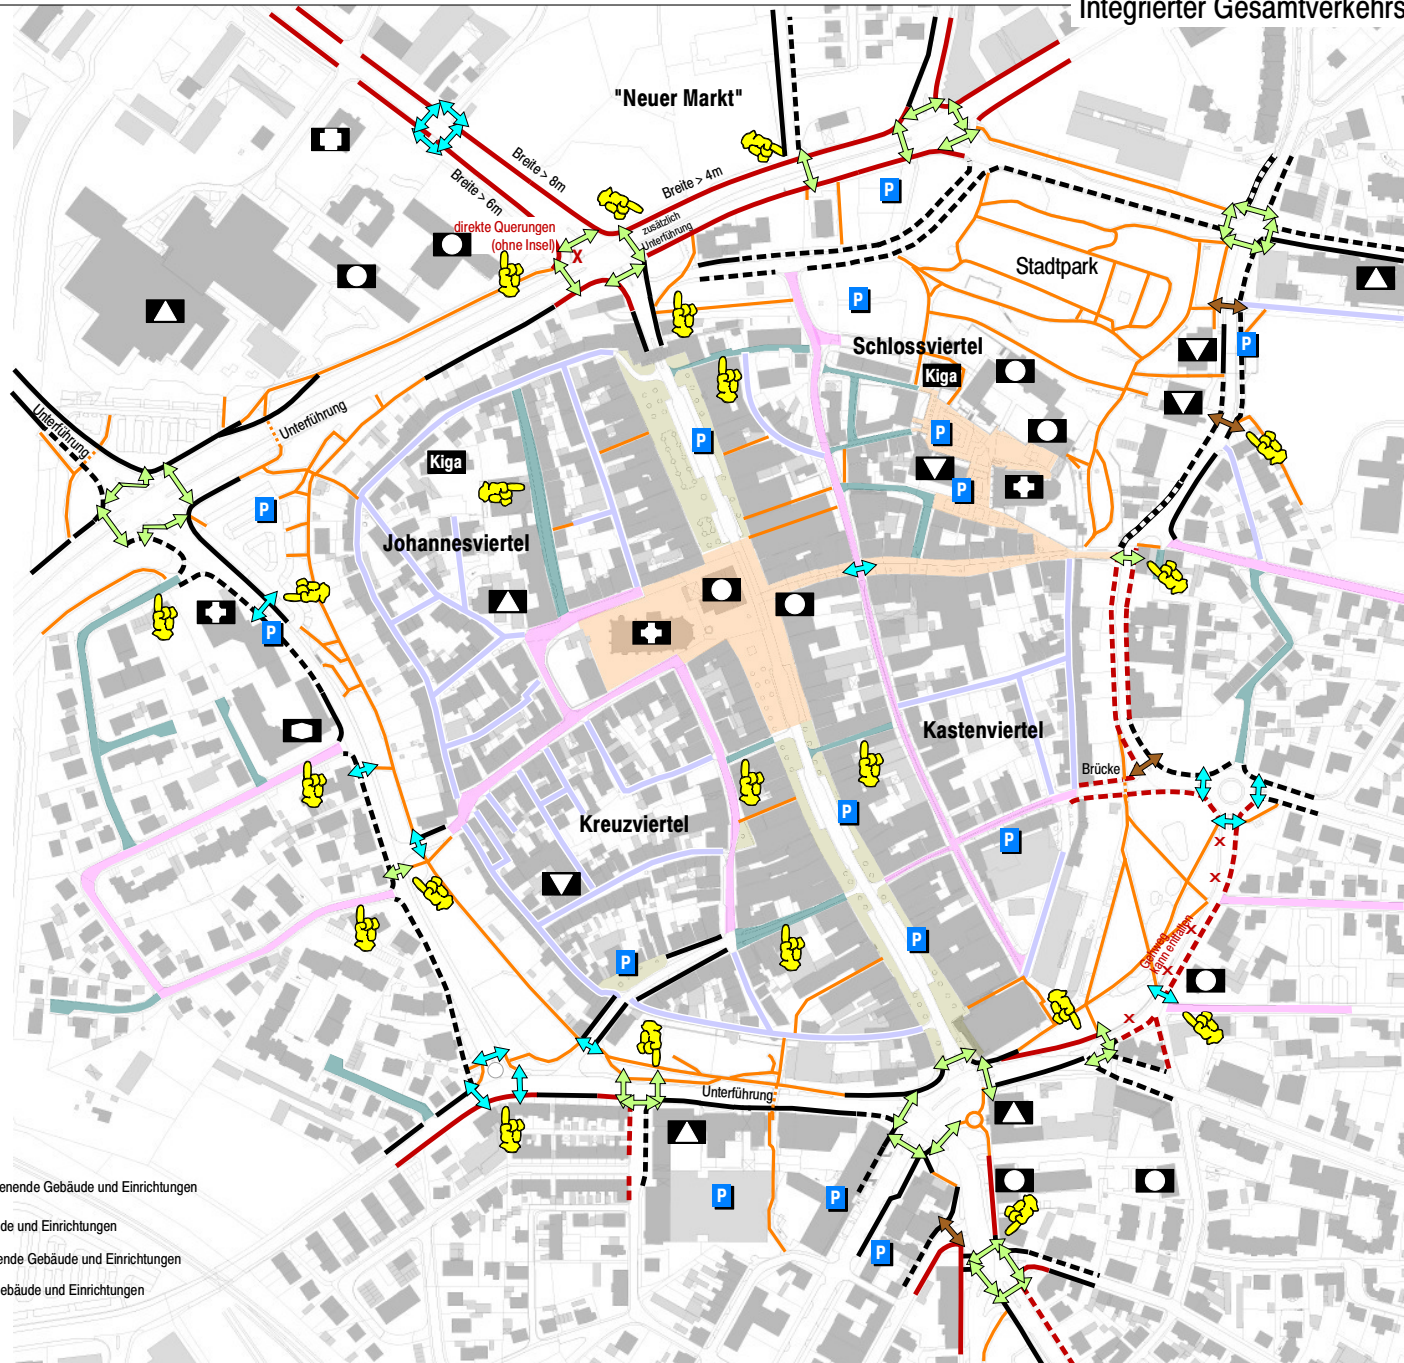 Integrierter Gesamtverkehrs
"Neuer Markt"
Breite > 8m
Breite > 6m
Breite > 4m
direkte Querungen
(ohne Insel)
X
zusätzlich
Unterführung
P
Stadtpark
P
Schlossviertel
Kiga
P
Unterführung
Unterführung
P
P
Kiga
P
P
Johannesviertel
P
Kastenviertel
Brücke
Kreuzviertel
P
P
x
x
P
P
Gehweg
kann entfallen
x
x
x
Unterführung
P
P
P
enende Gebäude und Einrichtungen
de und Einrichtungen
ende Gebäude und Einrichtungen
ebäude und Einrichtungen